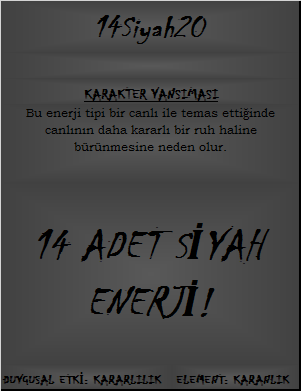 14Siyah20
KARAKTER YANSIMASI
Bu enerji tipi bir canlı ile temas ettiğinde
canlının daha kararlı bir ruh haline
bürünmesine neden olur.
14 ADET SİYAH
ENERJİ!
DUYGUSAL ETKİ: KARARLILIK ELEMENT: KARANLIK